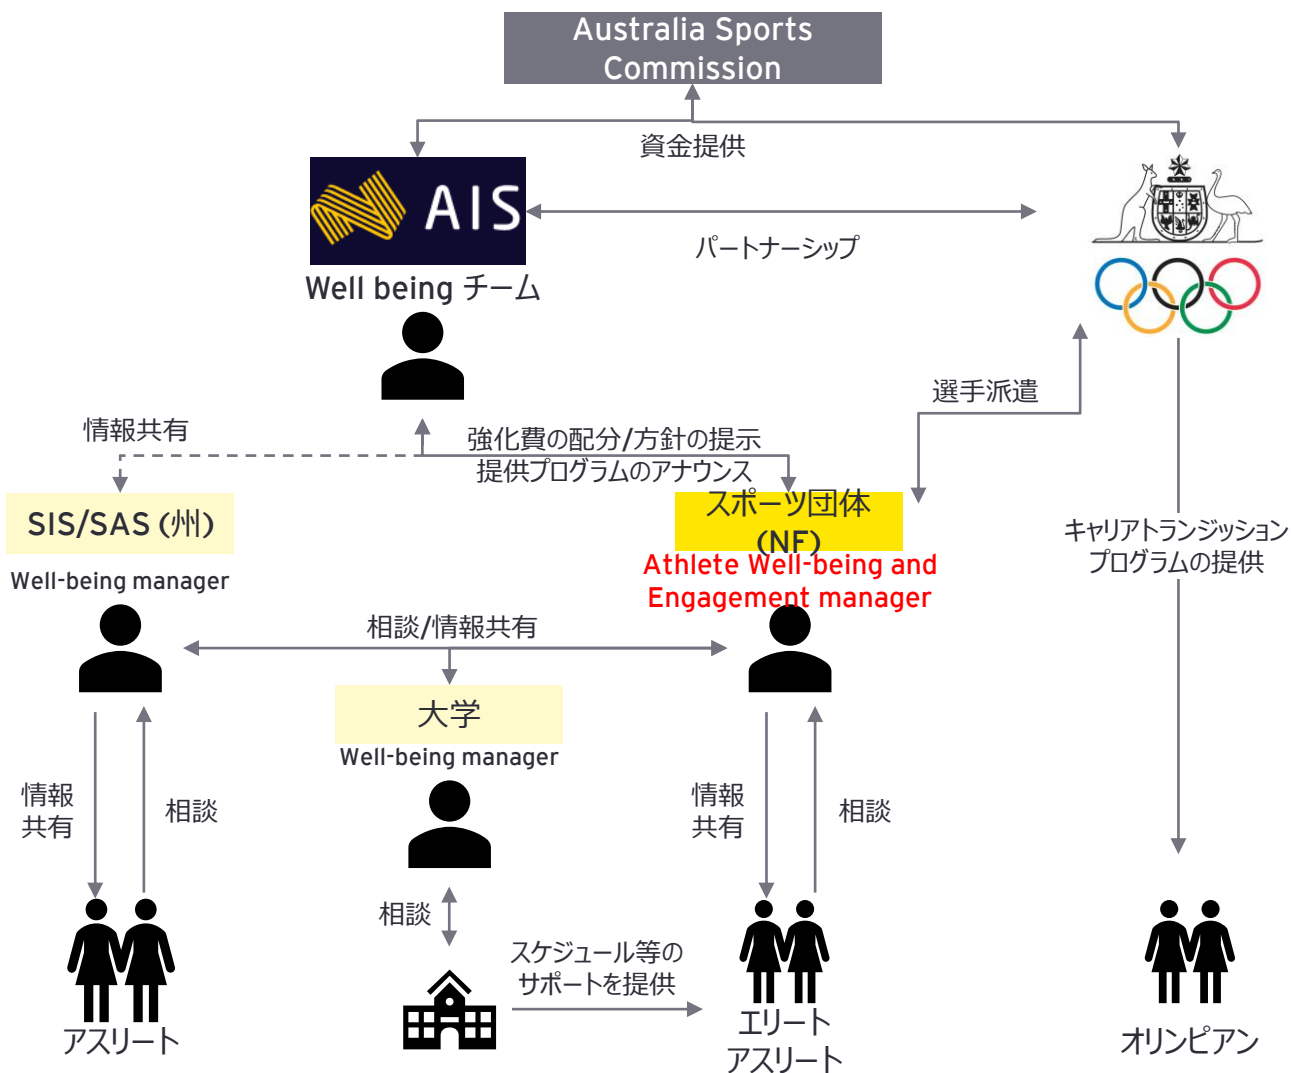 Australia Sports
Commission
資金提供
AIS
パートナーシップ
Well being チーム
選手派遣
情報共有
強化費の配分/方針の提示
提供プログラムのアナウンス
SIS/SAS (州)
スポーツ団体
(NF)
キャリアトランジッション
プログラムの提供
Well-being manager
Athlete Well-being and
Engagement manager
相談/情報共有
大学
Well-being manager
情報
共有
相談
情報
共有
相談
相談
スケジュール等の
サポートを提供
アスリート
エリート
アスリート
オリンピアン